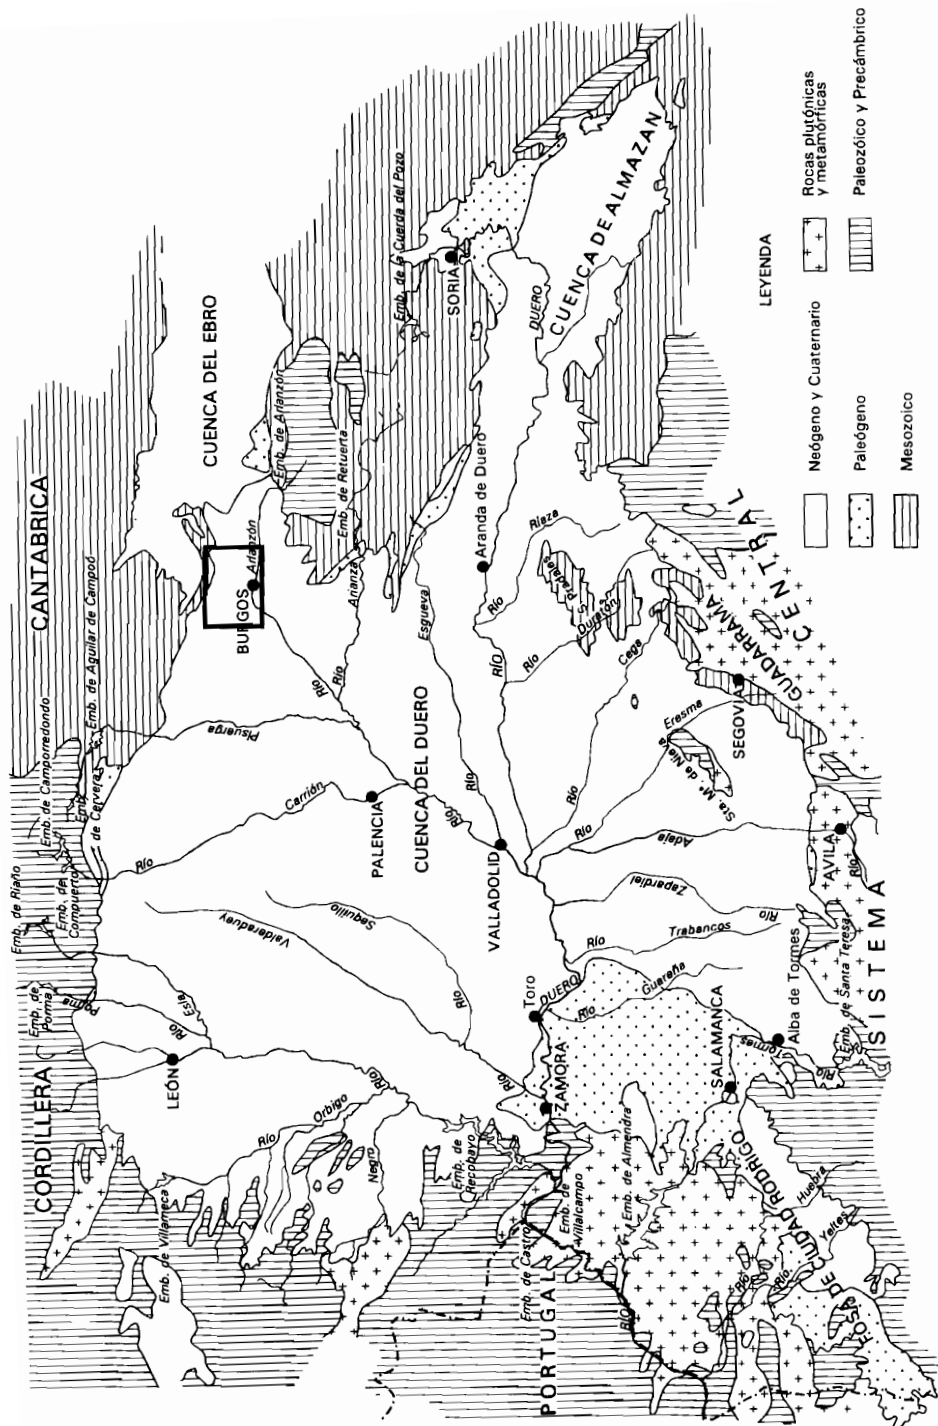 CORDILLERA
CANTABRICA
Emb. de Riaño
Emb. de Camporredondo
Emb. de
Compuerto
Emb.
de Cervera
Emb. de Aguilar de Campoó
Emb. de
Porma
Porma
Río
Esla
LEÓN
Río
Carrión
Pisuerga
CUENCA DEL EBRO
BURGOS
Arlanzón
Emb. de Arlanzón
Emb. de Retuerta
Arlanza
Río
Río
Emb. de la Cuerda del Pozo
SORIA
DUERO
CUENCA DE ALMAZAN
Emb. de Villameca
Río
Orbigo
Río
Negro
Valderaduey
Sequillo
Río
Río
PALENCIA
CUENCA DEL DUERO
Río
Esgueva
Río
VALLADOLID
Aranda de Duero
Río
RÍO
Riaza
Pradales
S.
Río
Duratón
Río
Cega
Río
Eresma
Sta. Mª. de Nieva
SEGOVIA
GUADARRAMA
CENTRAL
SISTEMA
Adaja
AVILA
Río
Zapardiel
Río
Trabancos
Río
Guareña
Río
DUERO
Toro
ZAMORA
Emb. de
Recobayo
Emb. de Castro
Emb. de
Villalcampo
Emb. de Almendra
PORTUGAL
RÍO
SALAMANCA
Tormes
Río
Alba de Tormes
Emb. de Santa Teresa
FOSA DE CIUDAD RODRIGO
Huebra
Río
Yeltes
Río
LEYENDA
Neógeno y Cuaternario
Paleógeno
Mesozoico
Rocas plutónicas
y metamórficas
Paleozóico y Precámbrico